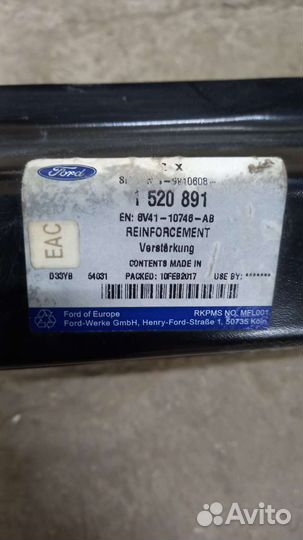 Ford
X
1 520 891
EN: 8V41-10746-AB
REINFORCEMENT
Verstärkung
CONTENTS MADE IN
D33YB 54031 PACKED: 10FEB2017 USE BY: *******
EAC
Ford of Europe RKPMS NO. MFL001
Ford-Werke GmbH, Henry-Ford-Straße 1, 50735 Köln
Avito